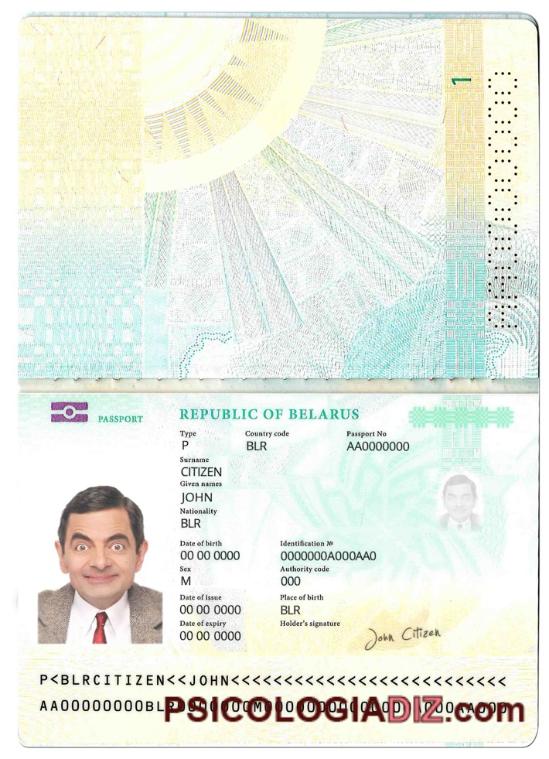 1
PASSPORT
REPUBLIC OF BELARUS
Type Country code Passport No
P BLR AA0000000
Surname
CITIZEN
Given names
JOHN
Nationality
BLR
Date of birth Identification №
00 00 0000 0000000A000AA0
Sex Authority code
M 000
Date of issue Place of birth
00 00 0000 BLR
Date of expiry Holder's signature
00 00 0000
John Citizen
P<BLRCITIZEN<<JOHN<<<<<<<<<<<<<<<<<<<<<<<<<<
PSICOLOGIADIZ.com